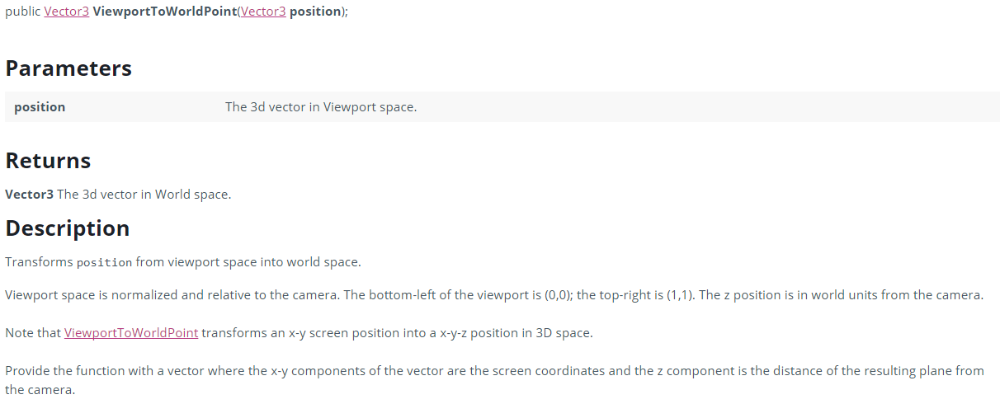 public Vector3 ViewportToWorldPoint(Vector3 position);
Parameters
position The 3d vector in Viewport space.
Returns
Vector3 The 3d vector in World space.
Description
Transforms position from viewport space into world space.
Viewport space is normalized and relative to the camera. The bottom-left of the viewport is (0,0); the top-right is (1,1). The z position is in world units from the camera.
Note that ViewportToWorldPoint transforms an x-y screen position into a x-y-z position in 3D space.
Provide the function with a vector where the x-y components of the vector are the screen coordinates and the z component is the distance of the resulting plane from
the camera.